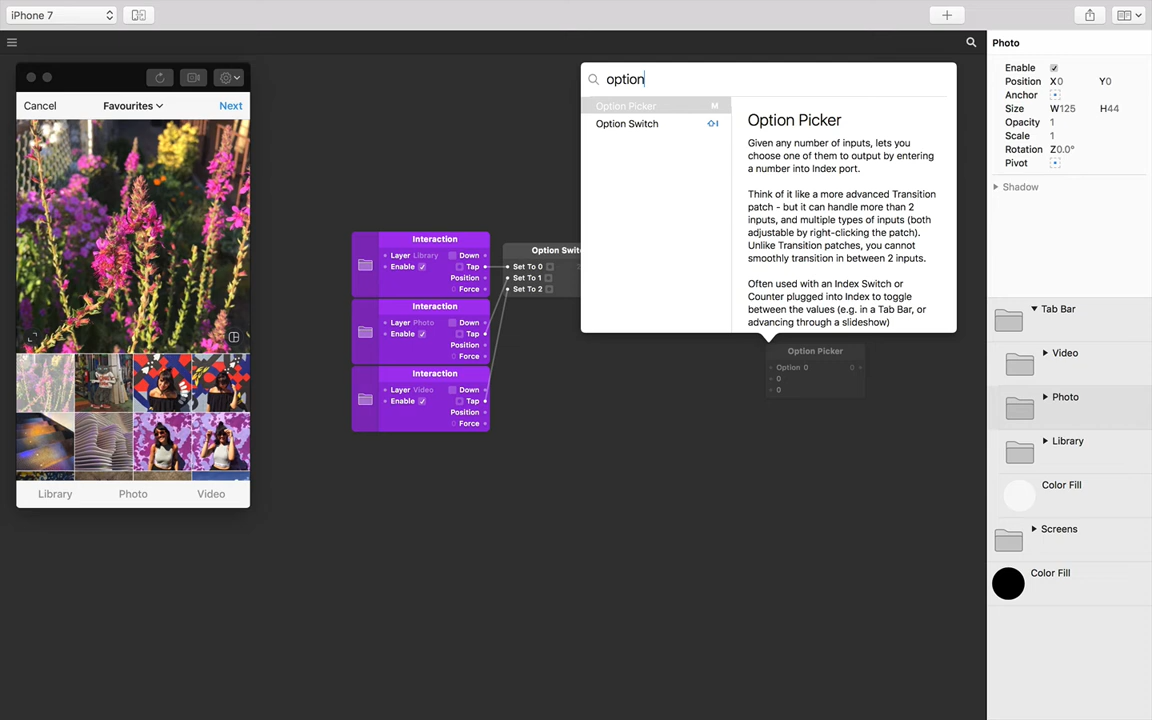 iPhone 7
Cancel
Favourites
Next
Library
Photo
Video
Interaction
Layer Library
Down
Enable
Tap
Position
0 Force
Interaction
Layer Photo
Down
Enable
Tap
Position
0 Force
Interaction
Layer Video
Down
Enable
Tap
Position
0 Force
Option Swit
Set To 0
Set To 1
Set To 2
option
Option Picker
M
Option Switch
Option Picker
Given any number of inputs, lets you
choose one of them to output by entering
a number into Index port.
Think of it like a more advanced Transition
patch - but it can handle more than 2
inputs, and multiple types of inputs (both
adjustable by right-clicking the patch).
Unlike Transition patches, you cannot
smoothly transition in between 2 inputs.
Often used with an Index Switch or
Counter plugged into Index to toggle
between the values (e.g. in a Tab Bar, or
advancing through a slideshow)
Option Picker
Option 0
0
0
0
Photo
Enable
Position X0 Y0
Anchor
Size W125 H44
Opacity 1
Scale 1
Rotation Z0.0°
Pivot
Shadow
Tab Bar
Video
Photo
Library
Color Fill
Screens
Color Fill